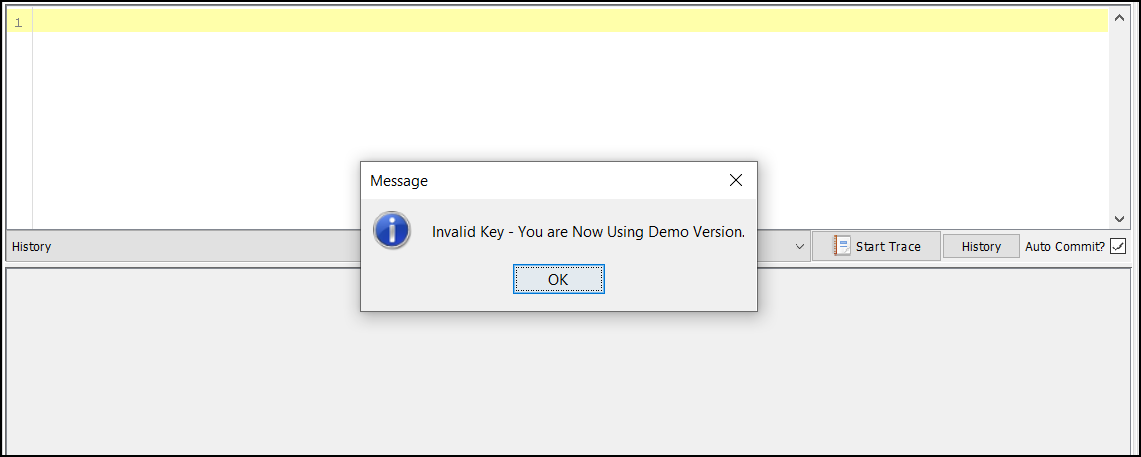 1
Message
Invalid Key - You are Now Using Demo Version.
OK
History
Start Trace
History
Auto Commit?